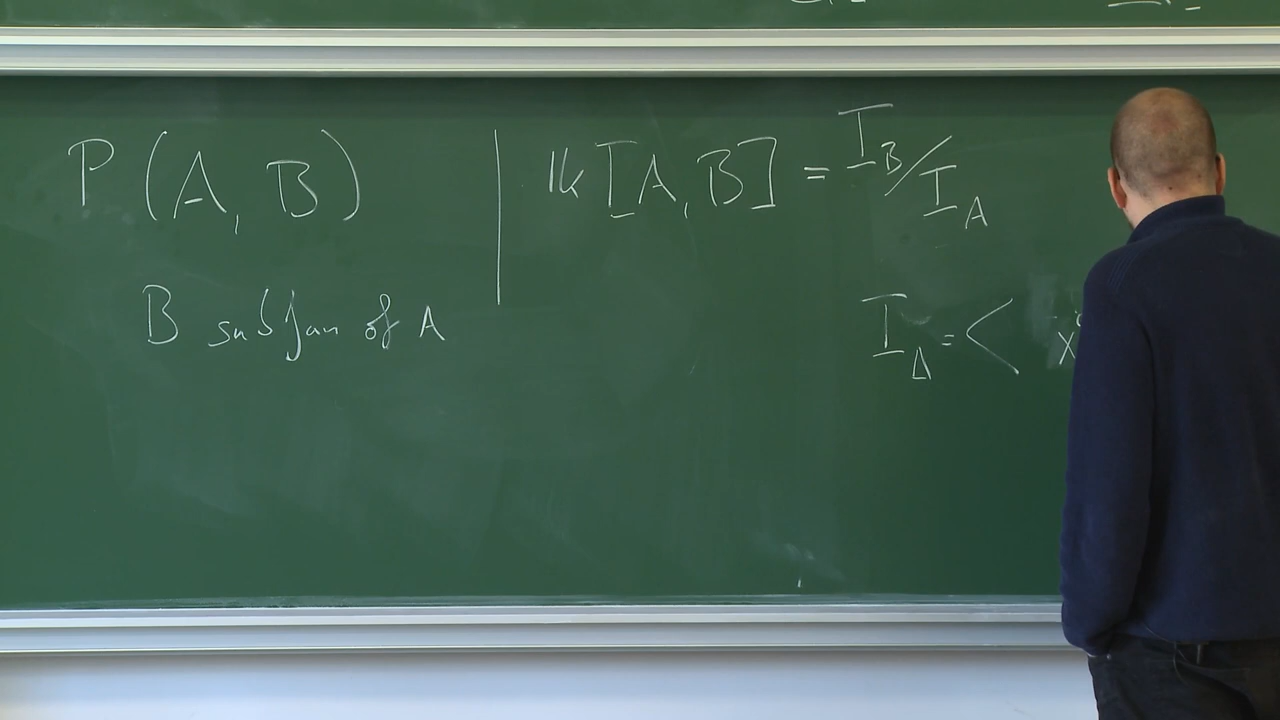 P (A, B) | 𝕜[A, B] = I_B / I_A
B subfan of A
I_Δ = < x